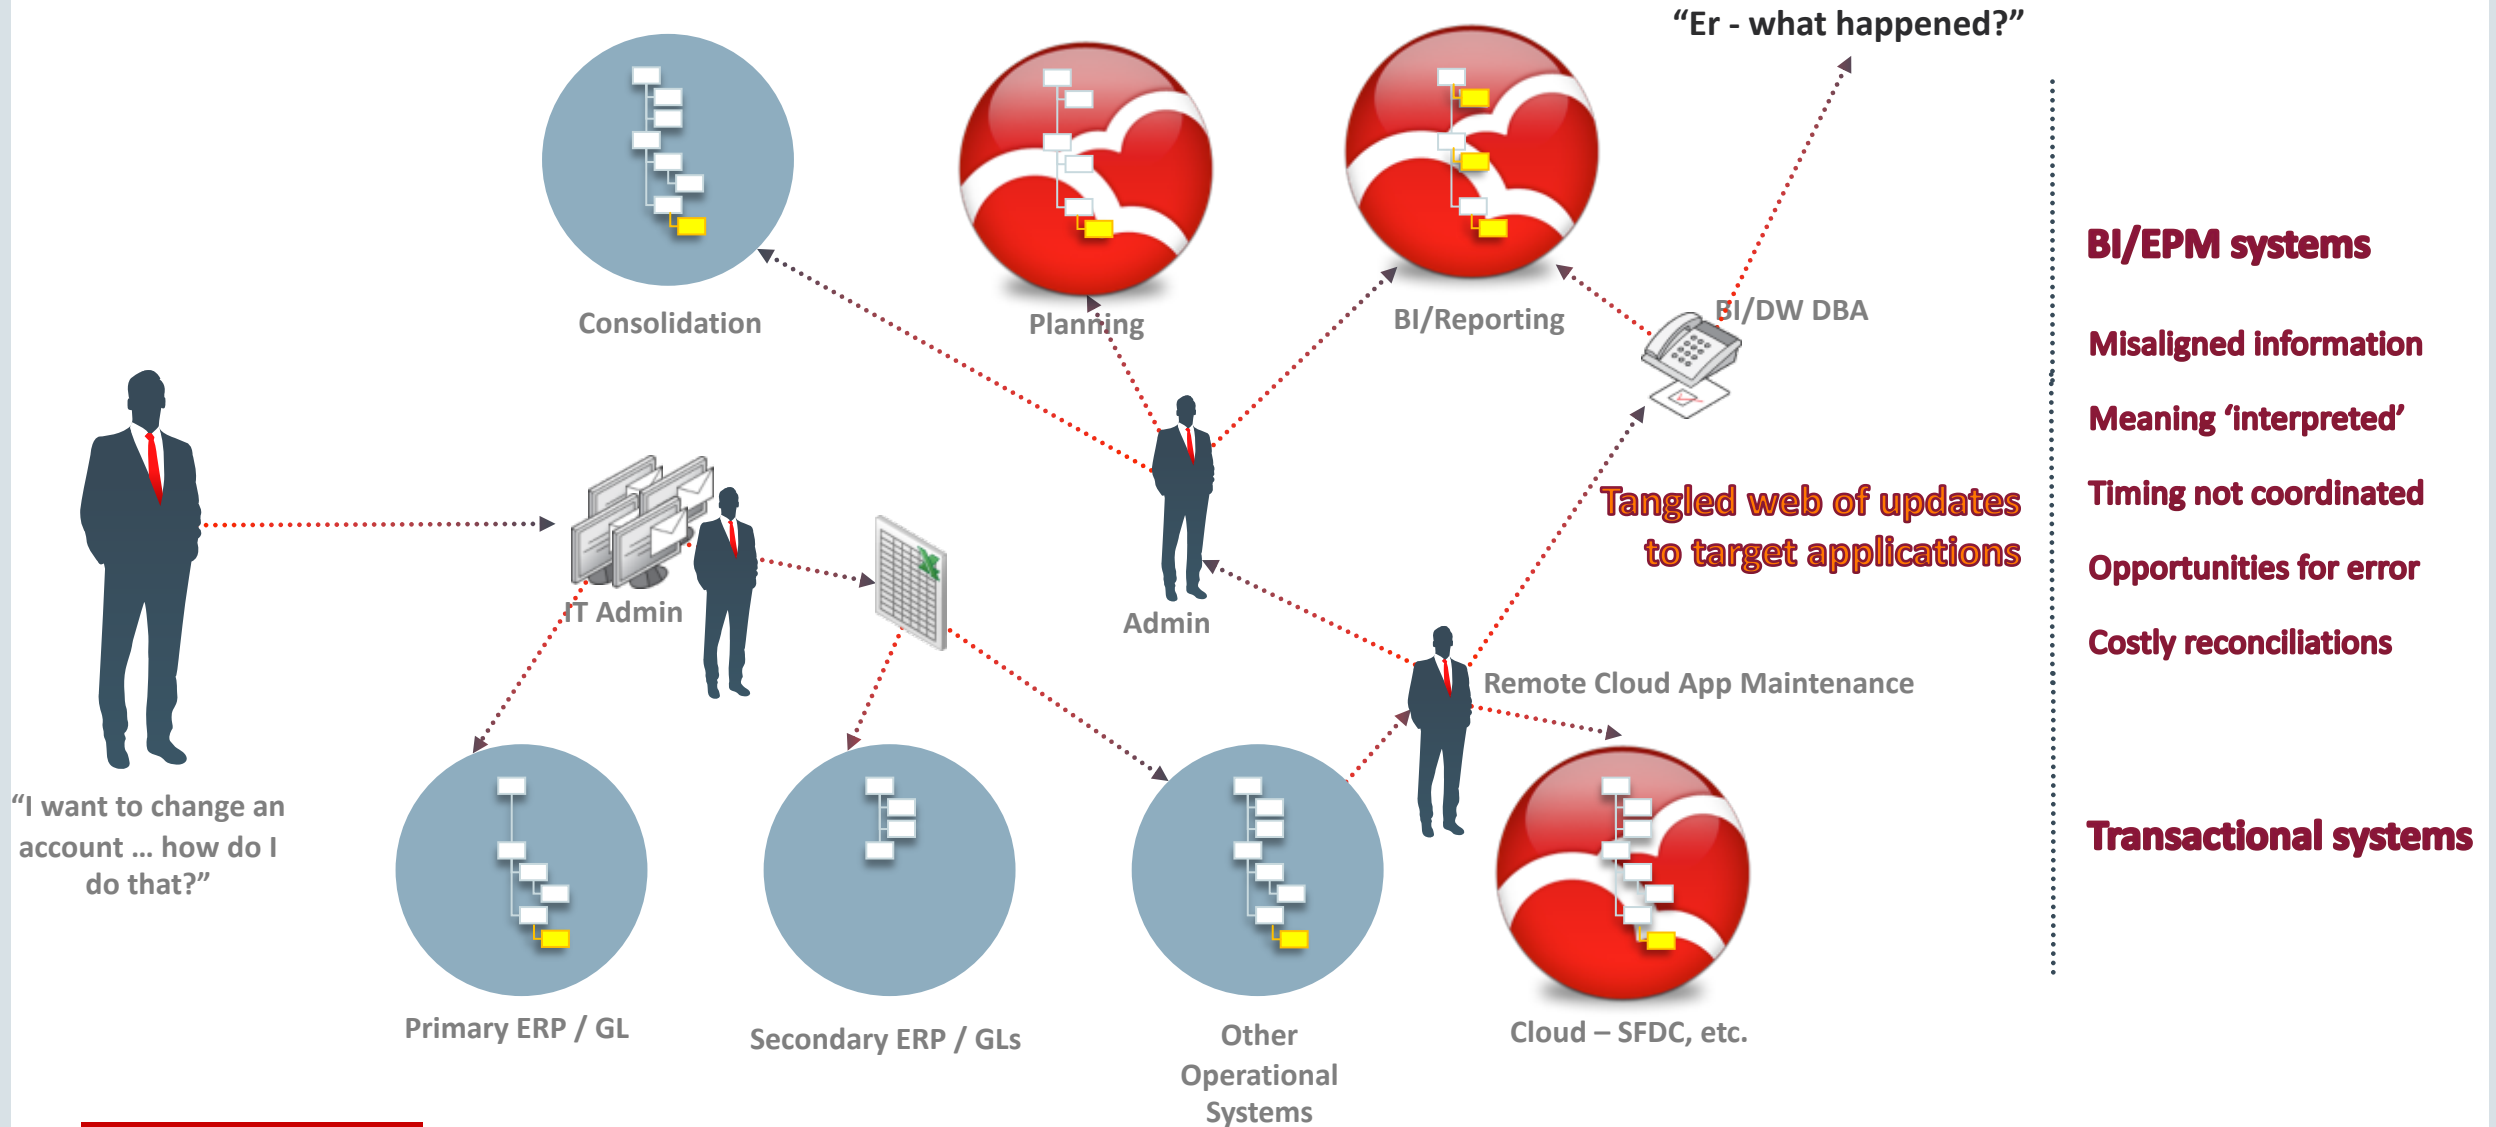 “Er - what happened?”
Consolidation
Planning
BI/Reporting
BI/DW DBA
BI/EPM systems
Misaligned information
Meaning ‘interpreted’
Timing not coordinated
Opportunities for error
Costly reconciliations
Tangled web of updates
to target applications
IT Admin
Admin
Remote Cloud App Maintenance
“I want to change an
account ... how do I
do that?”
Transactional systems
Primary ERP / GL
Secondary ERP / GLs
Other
Operational
Systems
Cloud – SFDC, etc.